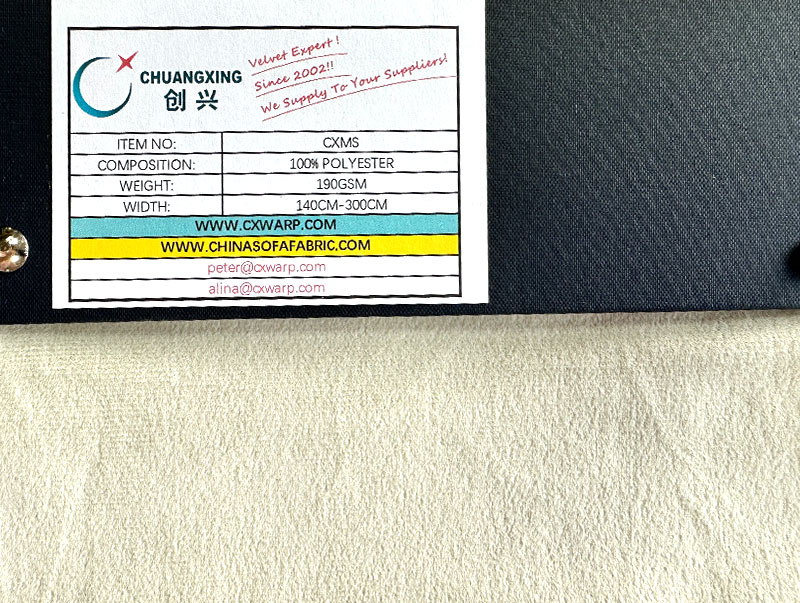 CHUANGXING
创兴
Velvet Expert!
Since 2002!!
We Supply To Your Suppliers!
ITEM NO: CXMS
COMPOSITION: 100% POLYESTER
WEIGHT: 190GSM
WIDTH: 140CM-300CM
WWW.CXWARP.COM
WWW.CHINASOFAFABRIC.COM
peter@cxwarp.com
alina@cxwarp.com